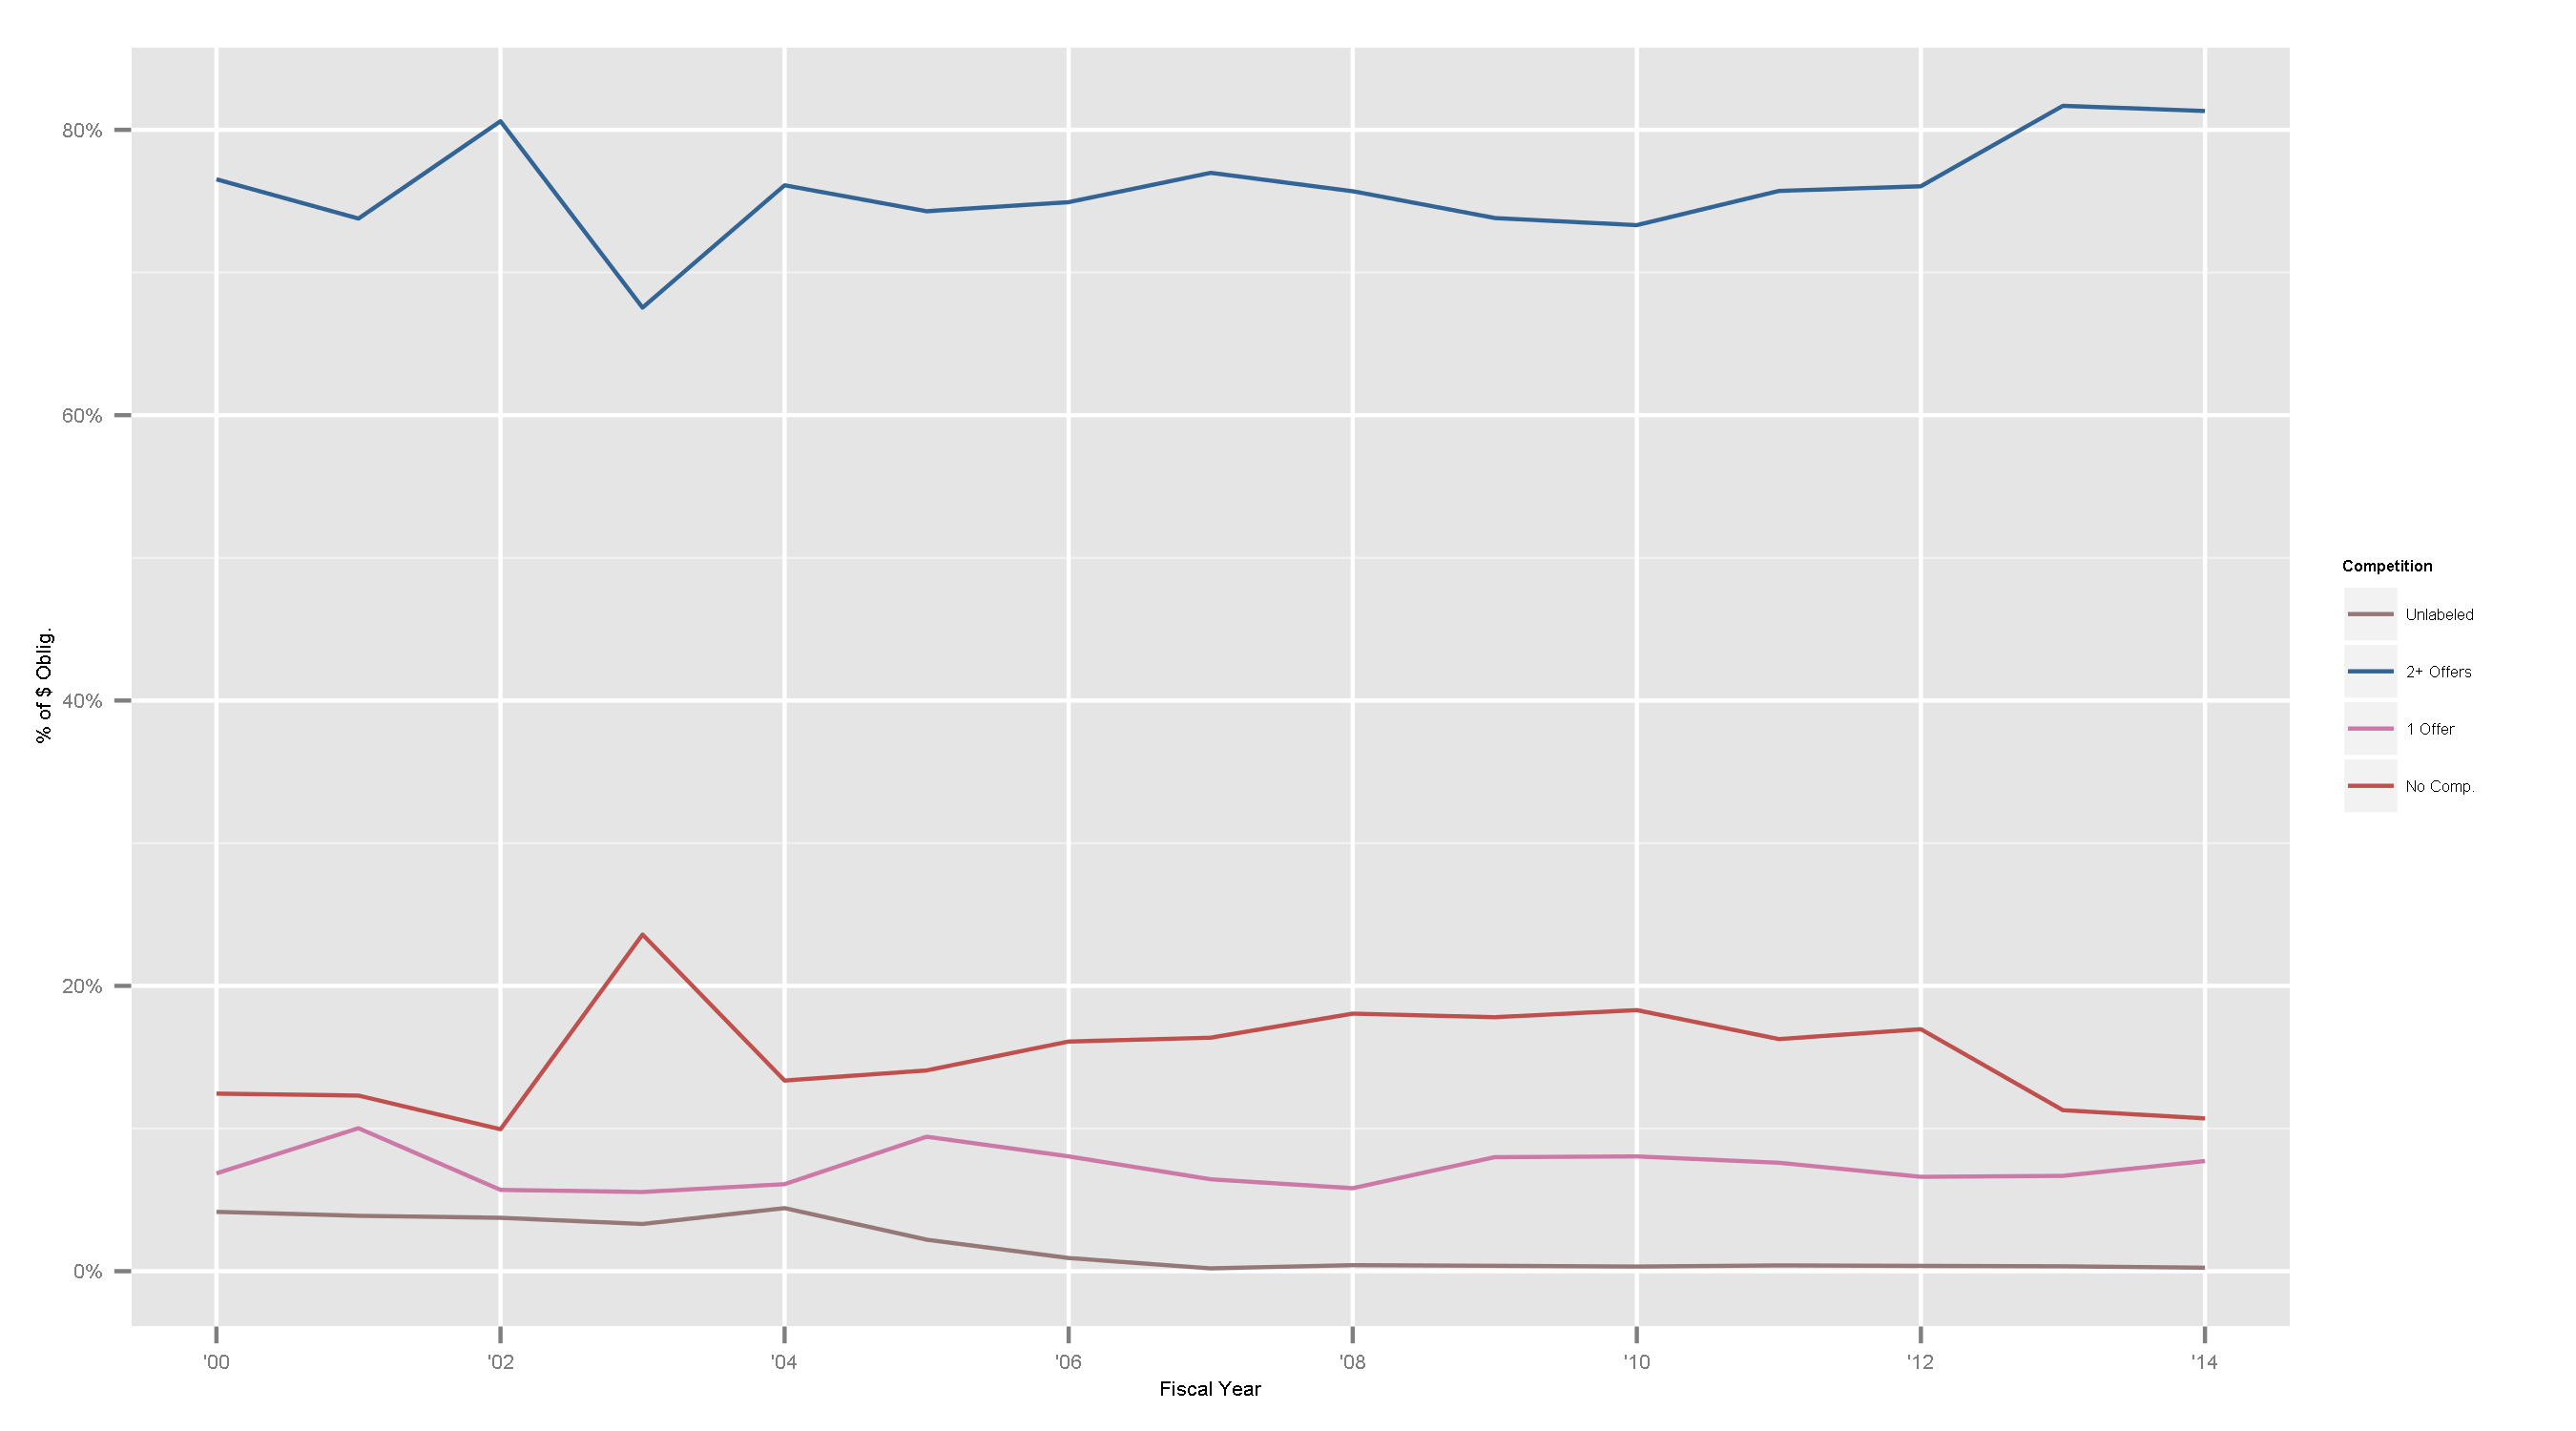 80%
60%
40%
20%
0%
% of $ Oblig.
'00
'02
'04
'06
'08
'10
'12
'14
Fiscal Year
Competition
Unlabeled
2+ Offers
1 Offer
No Comp.